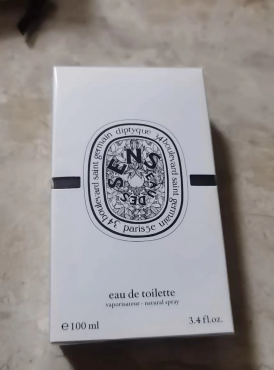 34 boulevard saint germain diptyque 34 boulevard saint germain
paris 5e
L'EAU DES SENS
eau de toilette
vaporisateur - natural spray
e 100 ml
3.4 fl.oz.